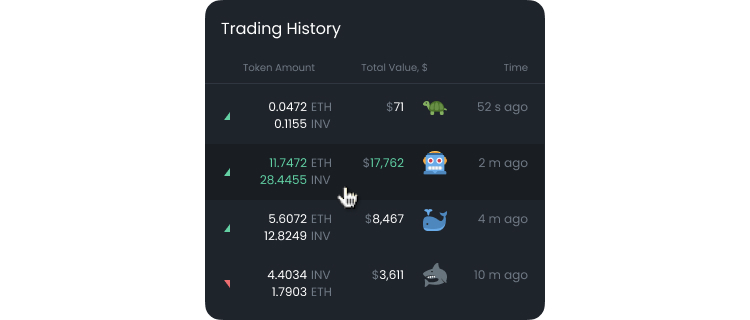 Trading History
Token Amount Total Value, $ Time
0.0472 ETH $71 52 s ago
0.1155 INV
11.7472 ETH $17,762 2 m ago
28.4455 INV
5.6072 ETH $8,467 4 m ago
12.8249 INV
4.4034 INV $3,611 10 m ago
1.7903 ETH